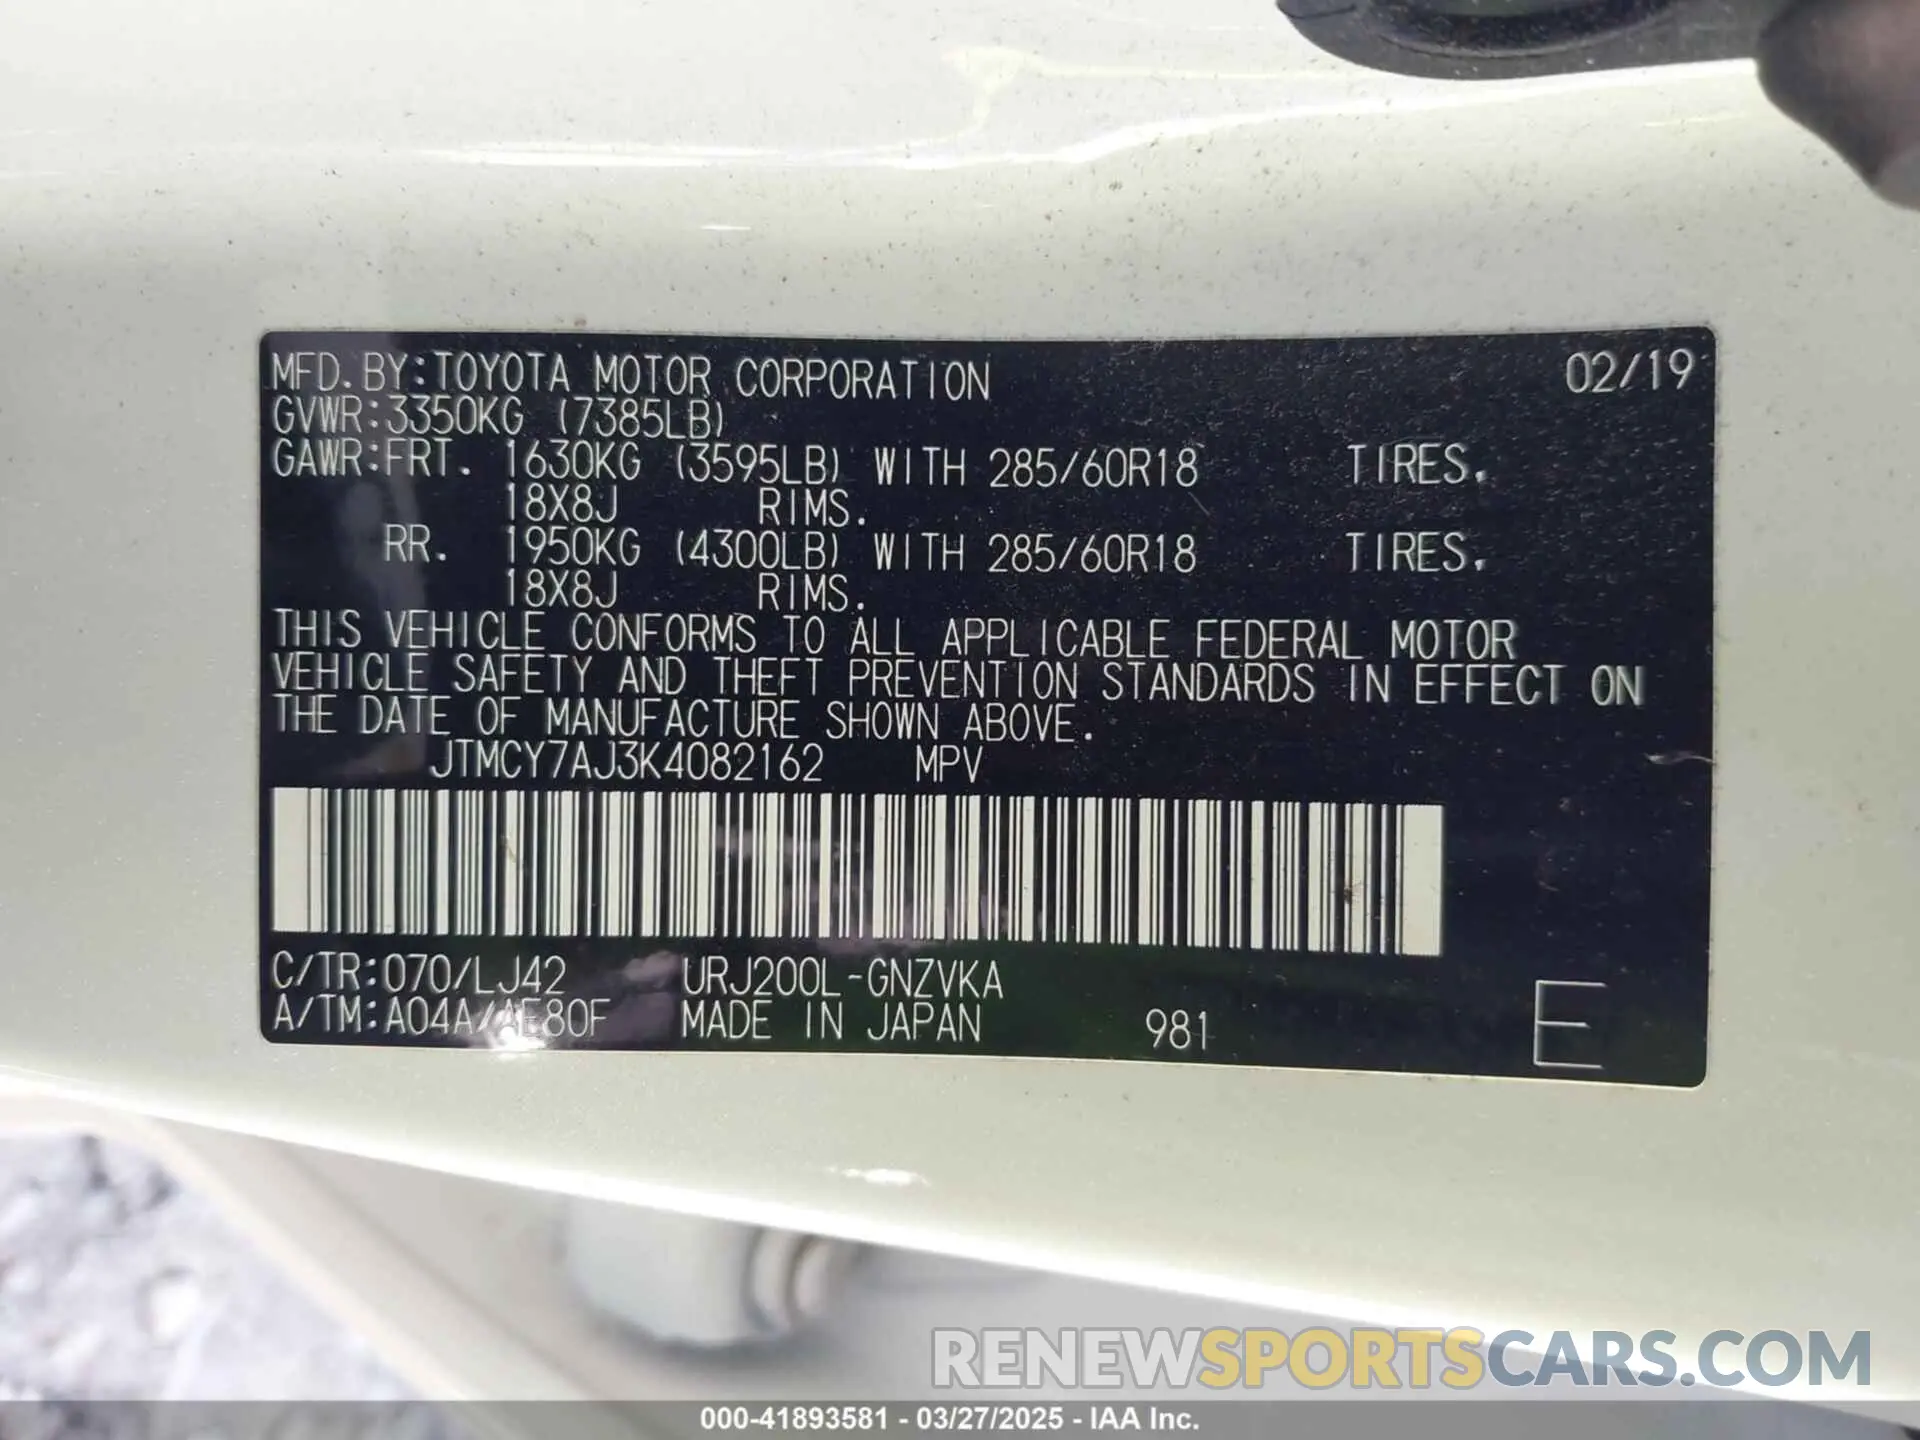 MFD. BY:TOYOTA MOTOR CORPORATION 02/19
GVWR:3350KG (7385LB)
GAWR:FRT. 1630KG (3595LB) WITH 285/60R18 TIRES.
18X8J RIMS.
RR. 1950KG (4300LB) WITH 285/60R18 TIRES.
18X8J RIMS.
THIS VEHICLE CONFORMS TO ALL APPLICABLE FEDERAL MOTOR
VEHICLE SAFETY AND THEFT PREVENTION STANDARDS IN EFFECT ON
THE DATE OF MANUFACTURE SHOWN ABOVE.
JTMCY7AJ3K4082162 MPV
C/TR:070/LJ42 URJ200L-GNZVKA
A/TM:A04A/AE80F MADE IN JAPAN 981 E
RENEWSPORTSCARS.COM
000-41893581 - 03/27/2025 - IAA Inc.